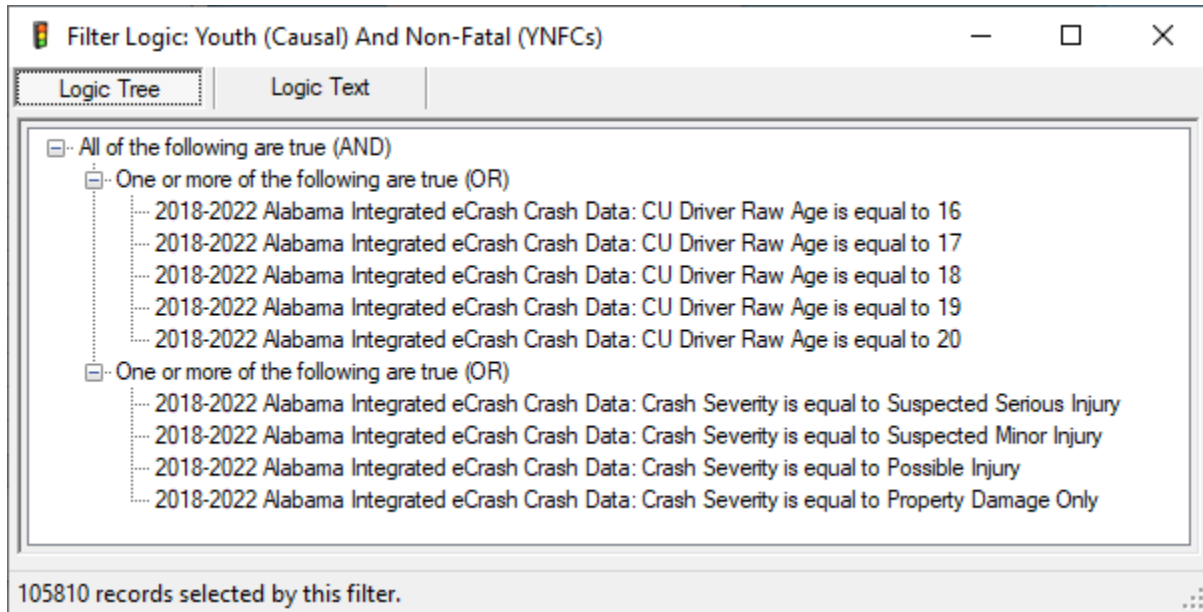 Filter Logic: Youth (Causal) And Non-Fatal (YNFCs)
Logic Tree Logic Text
All of the following are true (AND)
One or more of the following are true (OR)
2018-2022 Alabama Integrated eCrash Crash Data: CU Driver Raw Age is equal to 16
2018-2022 Alabama Integrated eCrash Crash Data: CU Driver Raw Age is equal to 17
2018-2022 Alabama Integrated eCrash Crash Data: CU Driver Raw Age is equal to 18
2018-2022 Alabama Integrated eCrash Crash Data: CU Driver Raw Age is equal to 19
2018-2022 Alabama Integrated eCrash Crash Data: CU Driver Raw Age is equal to 20
One or more of the following are true (OR)
2018-2022 Alabama Integrated eCrash Crash Data: Crash Severity is equal to Suspected Serious Injury
2018-2022 Alabama Integrated eCrash Crash Data: Crash Severity is equal to Suspected Minor Injury
2018-2022 Alabama Integrated eCrash Crash Data: Crash Severity is equal to Possible Injury
2018-2022 Alabama Integrated eCrash Crash Data: Crash Severity is equal to Property Damage Only
105810 records selected by this filter.